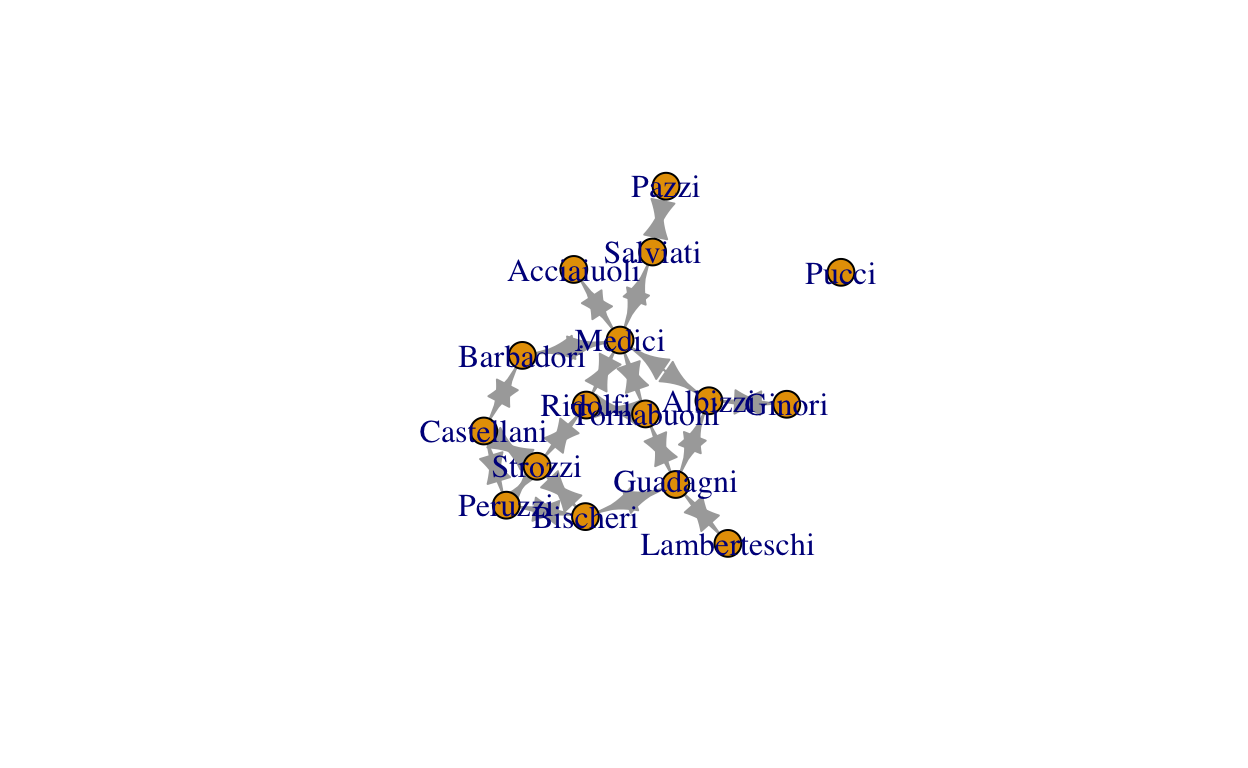 Pazzi
Salviati
Acciaiuoli
Pucci
Medici
Barbadori
Ridolfi
Albizzi
Ginori
Tornabuoni
Castellani
Strozzi
Guadagni
Peruzzi
Bischeri
Lamberteschi